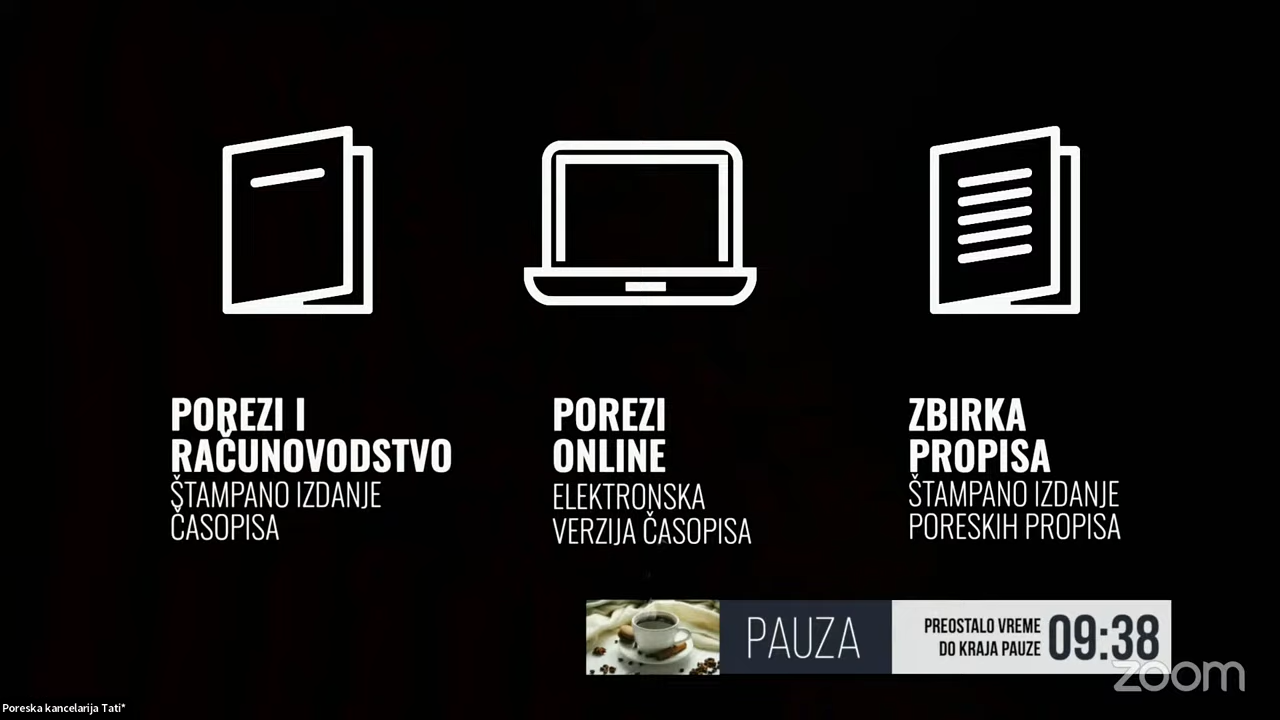 POREZI I
RAČUNOVODSTVO
ŠTAMPANO IZDANJE
ČASOPISA
POREZI
ONLINE
ELEKTRONSKA
VERZIJA ČASOPISA
ZBIRKA
PROPISA
ŠTAMPANO IZDANJE
PORESKIH PROPISA
PAUZA
PREOSTALO VREME
DO KRAJA PAUZE
09:38
zoom
Poreska kancelarija Tati*